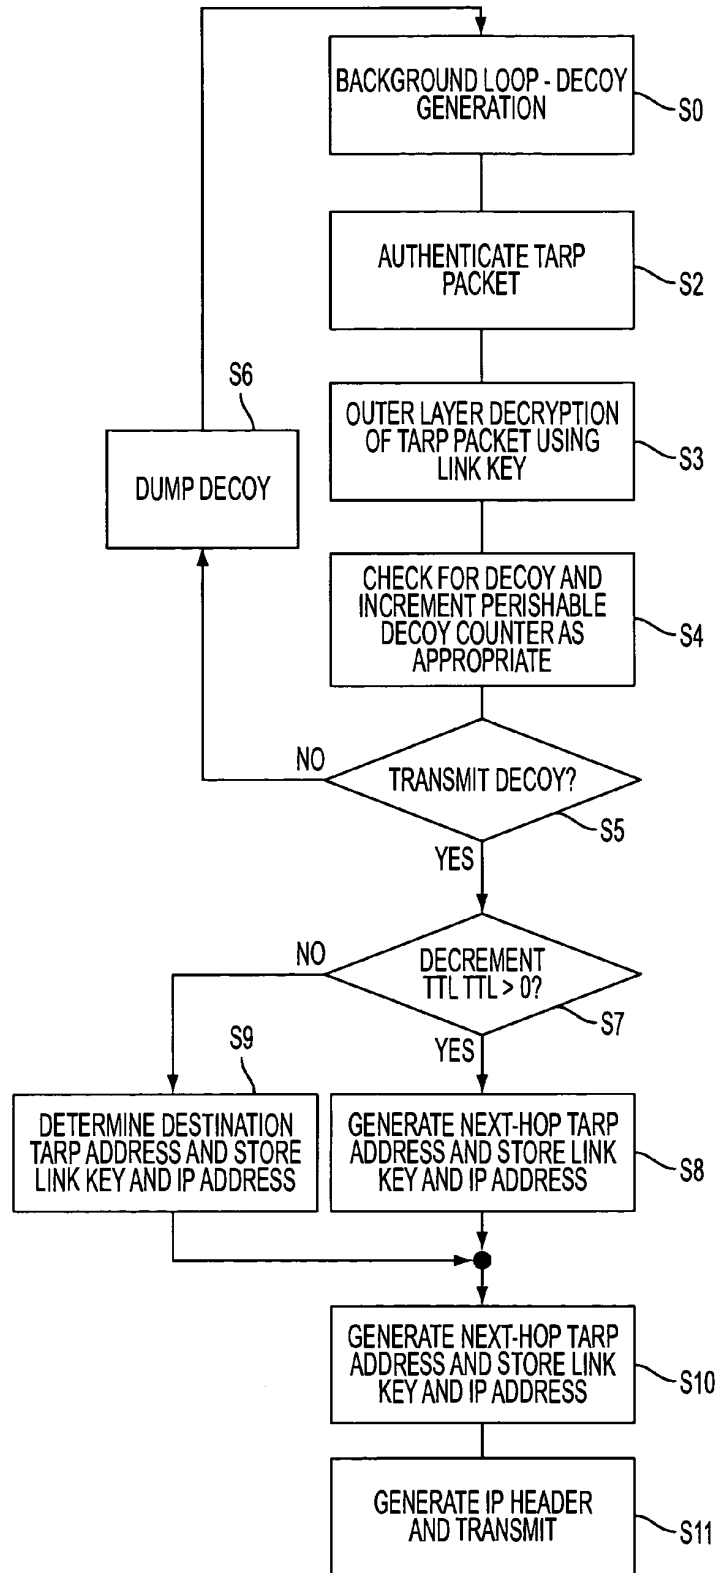 BACKGROUND LOOP - DECOY
GENERATION
S0
AUTHENTICATE TARP
PACKET
S2
OUTER LAYER DECRYPTION
OF TARP PACKET USING
LINK KEY
S3
S6
DUMP DECOY
CHECK FOR DECOY AND
INCREMENT PERISHABLE
DECOY COUNTER AS
APPROPRIATE
S4
NO
TRANSMIT DECOY?
S5
YES
NO
DECREMENT
TTL TTL > 0?
S7
YES
S9
DETERMINE DESTINATION
TARP ADDRESS AND STORE
LINK KEY AND IP ADDRESS
GENERATE NEXT-HOP TARP
ADDRESS AND STORE LINK
KEY AND IP ADDRESS
S8
GENERATE NEXT-HOP TARP
ADDRESS AND STORE LINK
KEY AND IP ADDRESS
S10
GENERATE IP HEADER
AND TRANSMIT
S11